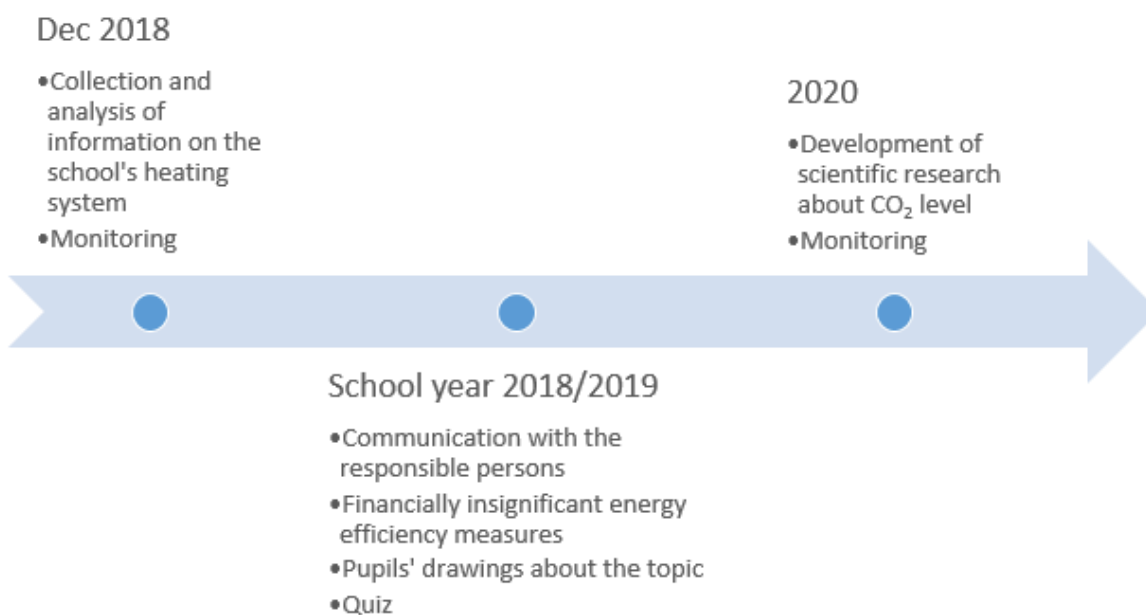 Dec 2018
•Collection and
analysis of
information on the
school's heating
system
•Monitoring
2020
•Development of
scientific research
about CO₂ level
•Monitoring
School year 2018/2019
•Communication with the
responsible persons
•Financially insignificant energy
efficiency measures
•Pupils' drawings about the topic
•Quiz